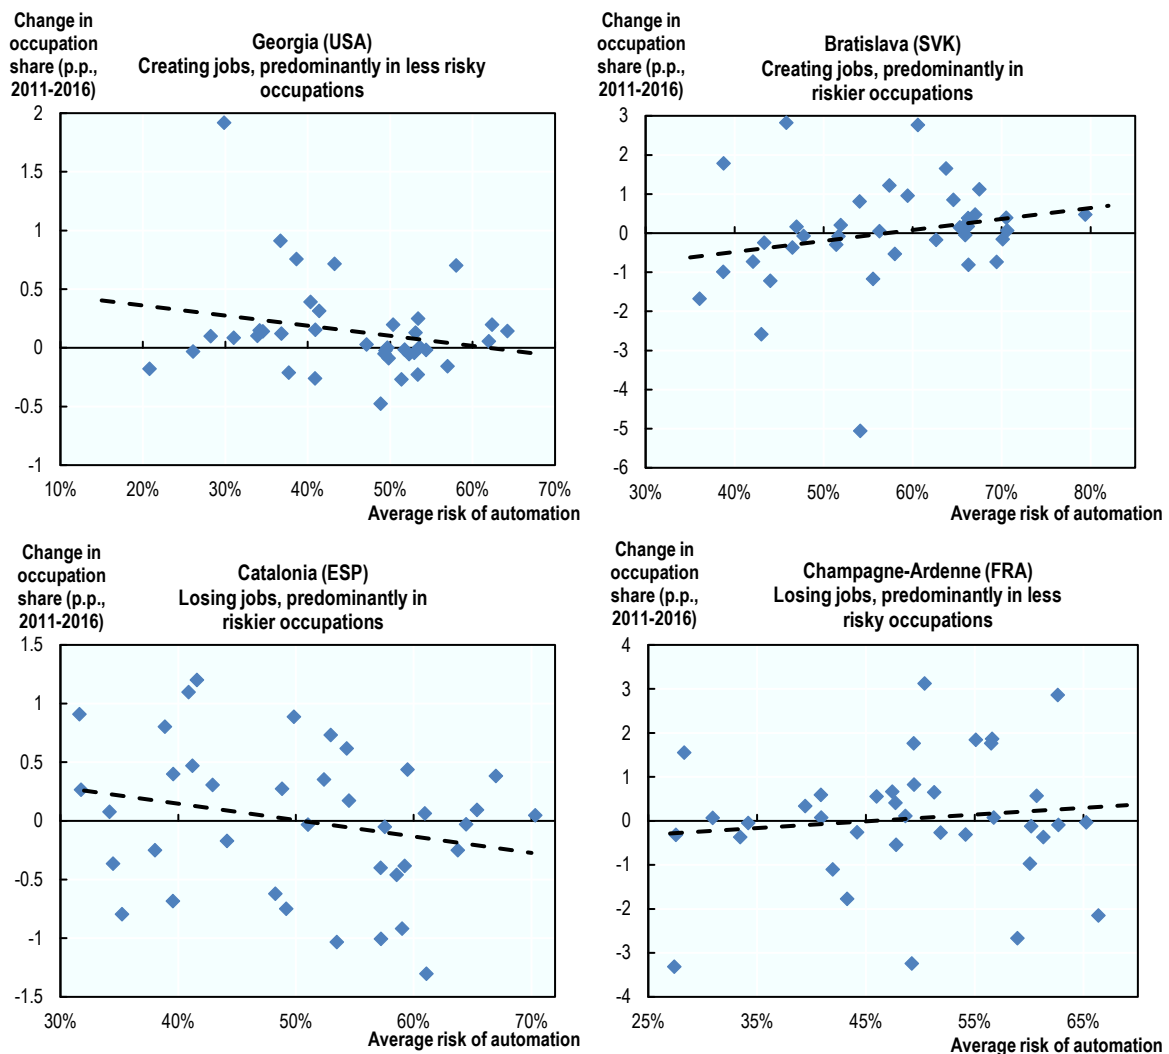 Change in
occupation
share (p.p.,
2011-2016)
Georgia (USA)
Creating jobs, predominantly in less risky
occupations
2
1.5
1
0.5
0
-0.5
-1
10%
20%
30%
40%
50%
60%
70%
Average risk of automation
Change in
occupation
share (p.p.,
2011-2016)
Bratislava (SVK)
Creating jobs, predominantly in
riskier occupations
3
2
1
0
-1
-2
-3
-4
-5
-6
30%
40%
50%
60%
70%
80%
Average risk of automation
Change in
occupation
share (p.p.,
2011-2016)
Catalonia (ESP)
Losing jobs, predominantly in
riskier occupations
1.5
1
0.5
0
-0.5
-1
-1.5
30%
40%
50%
60%
70%
Average risk of automation
Change in
occupation
share (p.p.,
2011-2016)
Champagne-Ardenne (FRA)
Losing jobs, predominantly in less
risky occupations
4
3
2
1
0
-1
-2
-3
-4
25%
35%
45%
55%
65%
Average risk of automation